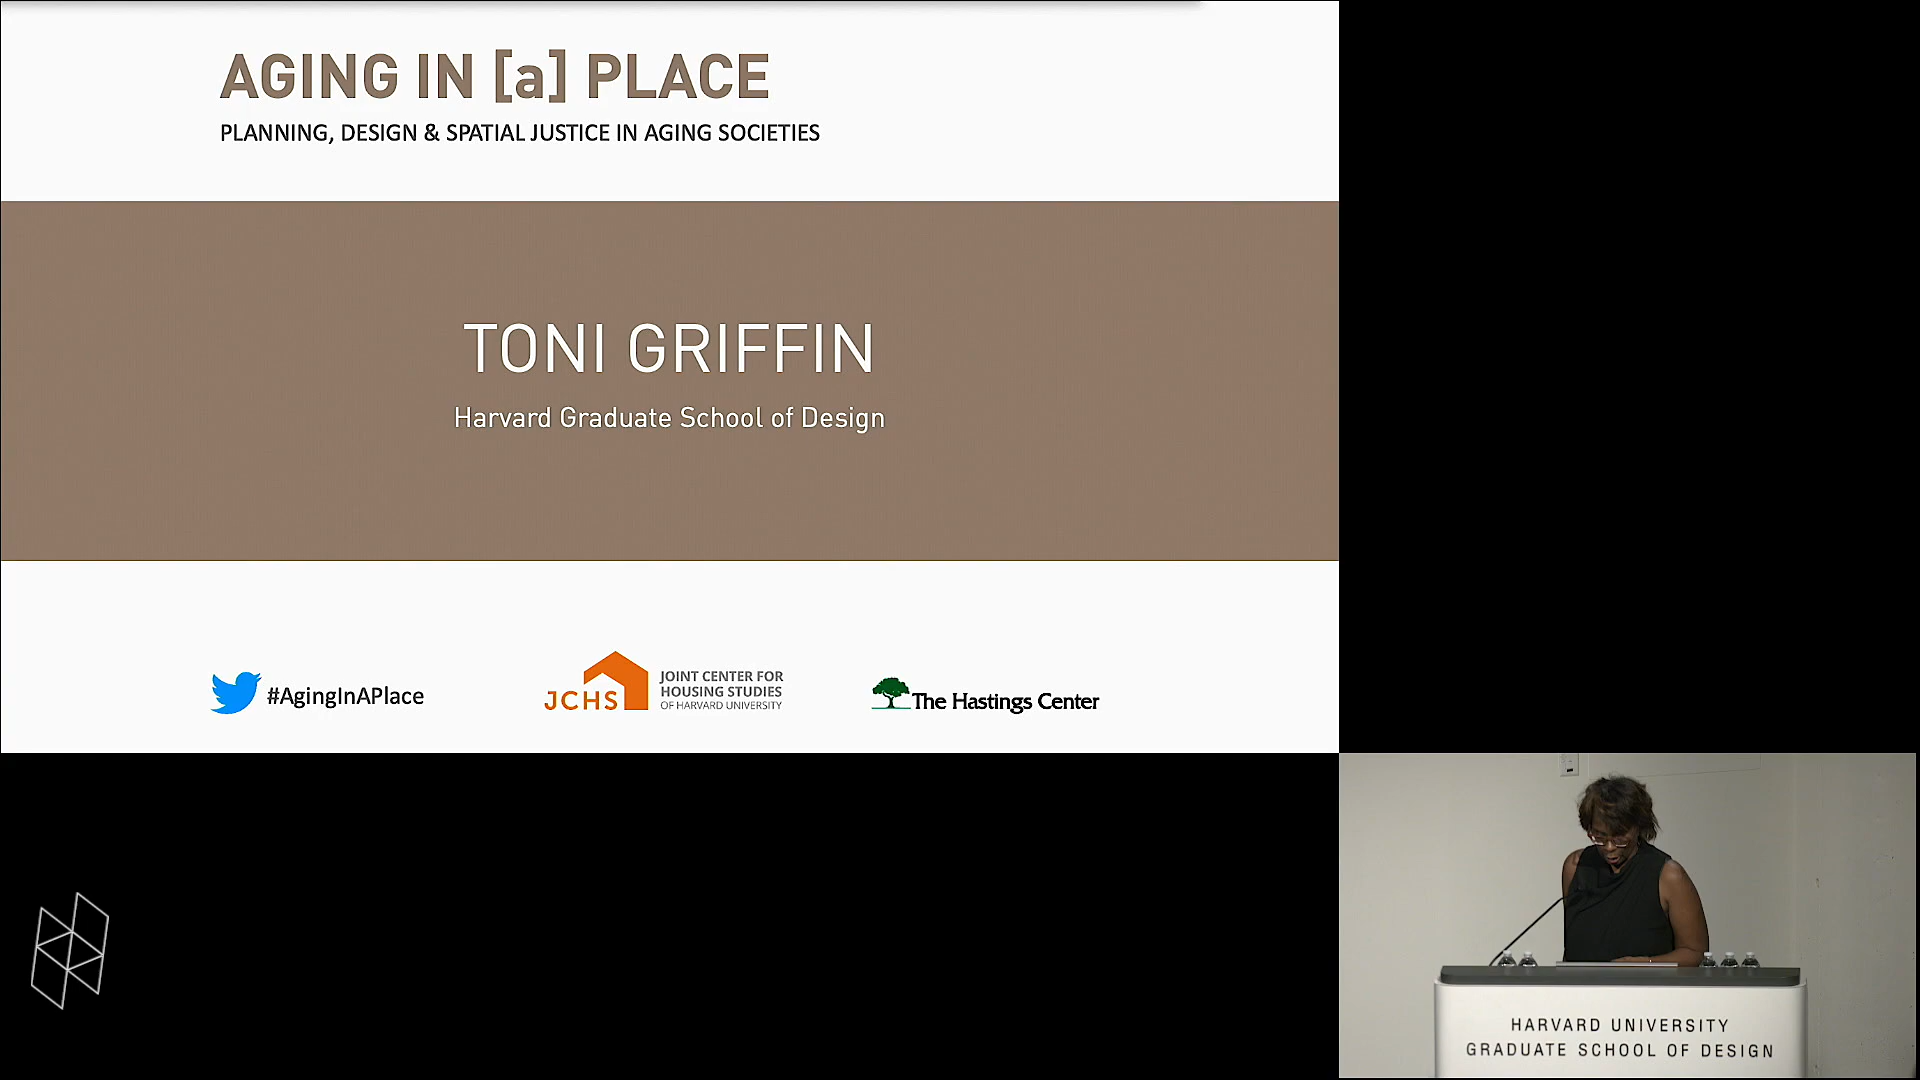 AGING IN [a] PLACE
PLANNING, DESIGN & SPATIAL JUSTICE IN AGING SOCIETIES
TONI GRIFFIN
Harvard Graduate School of Design
#AgingInAPlace
JCHS
JOINT CENTER FOR
HOUSING STUDIES
OF HARVARD UNIVERSITY
The Hastings Center
HARVARD UNIVERSITY
GRADUATE SCHOOL OF DESIGN